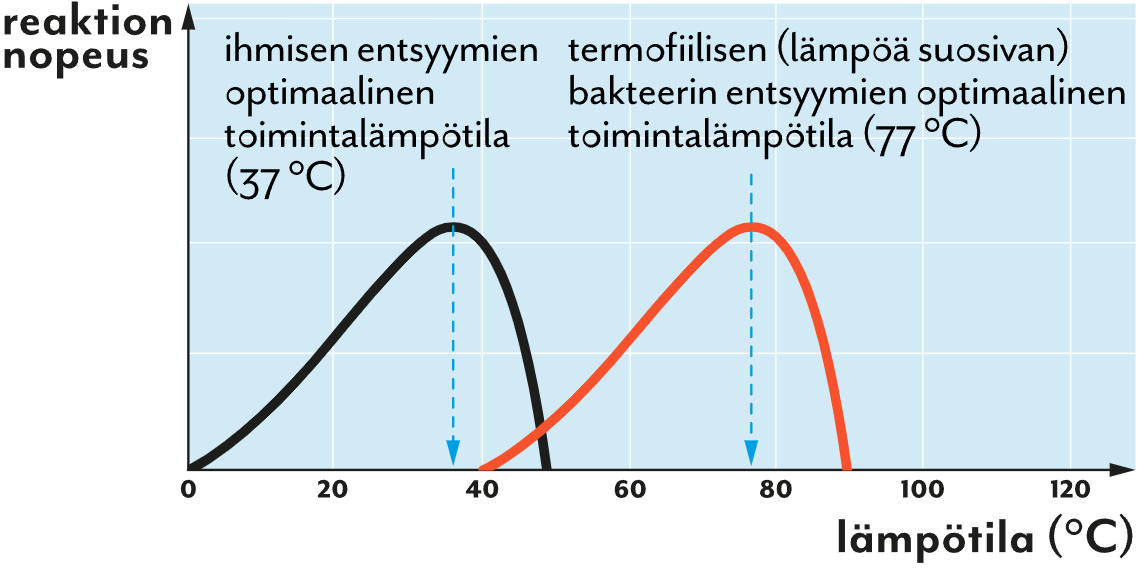 reaktion
nopeus
ihmisen entsyymien
optimaalinen
toimintalämpötila
(37 °C)
termofiilisen (lämpöä suosivan)
bakteerin entsyymien optimaalinen
toimintalämpötila (77 °C)
0 20 40 60 80 100 120
lämpötila (°C)